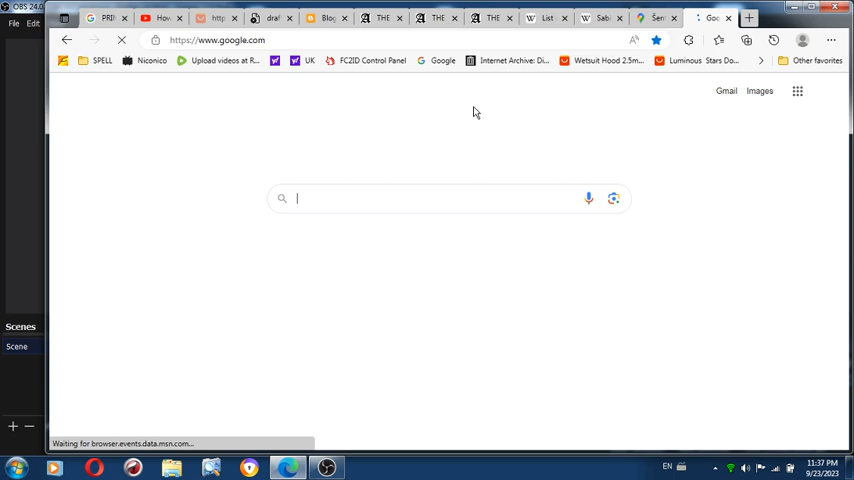 OBS 24.0
File Edit
PRI
How
http
draf
Blog
THE
THE
THE
List
Sabi
Šent
Goo
https://www.google.com
SPELL
Niconico
Upload videos at R...
UK
FC2ID Control Panel
Google
Internet Archive: Di...
Wetsuit Hood 2.5m...
Luminous Stars Do...
Other favorites
Gmail Images
Scenes
Scene
Waiting for browser.events.data.msn.com...
EN
11:37 PM
9/23/2023